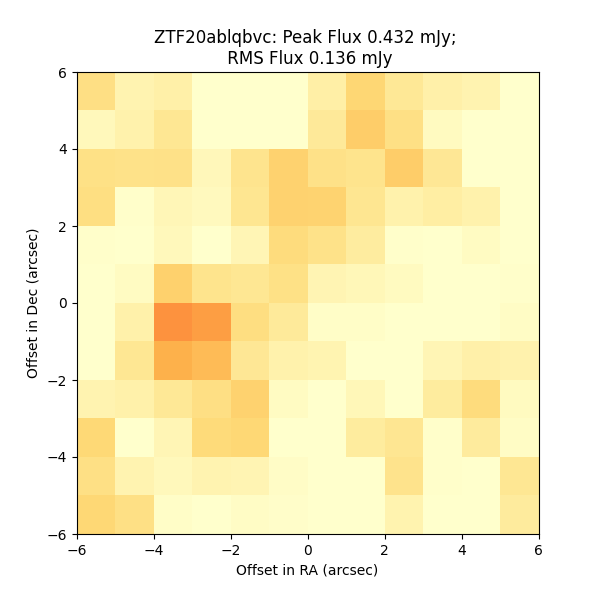 ZTF20ablqbvc: Peak Flux 0.432 mJy;
RMS Flux 0.136 mJy
6
4
2
0
−2
−4
−6
Offset in Dec (arcsec)
−6 −4 −2 0 2 4 6
Offset in RA (arcsec)